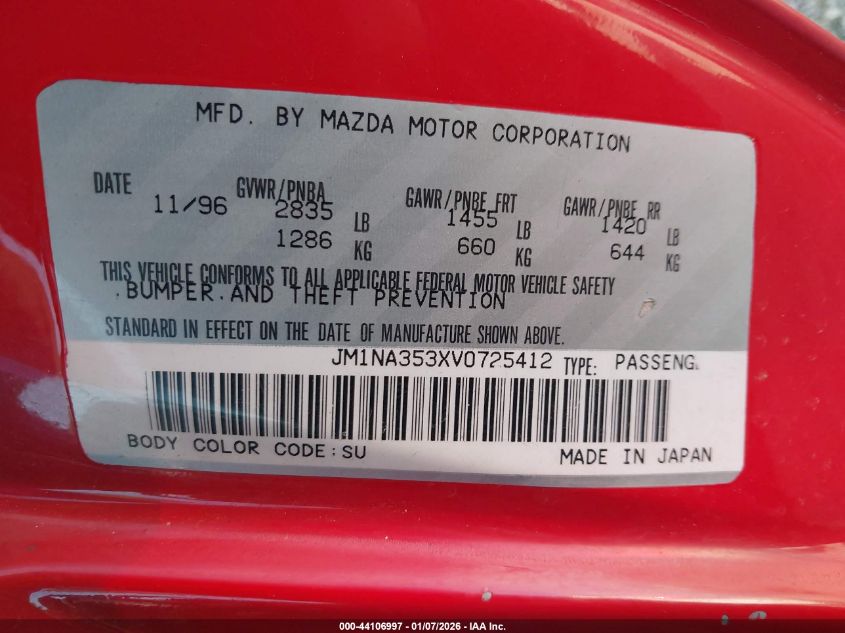 MFD. BY MAZDA MOTOR CORPORATION
DATE GVWR/PNBA GAWR/PNBE FRT GAWR/PNBE RR
11/96 2835 LB 1455 LB 1420 LB
1286 KG 660 KG 644 KG
THIS VEHICLE CONFORMS TO ALL APPLICABLE FEDERAL MOTOR VEHICLE SAFETY
BUMPER AND THEFT PREVENTION
STANDARD IN EFFECT ON THE DATE OF MANUFACTURE SHOWN ABOVE.
JM1NA353XV0725412 TYPE: PASSENG.
BODY COLOR CODE:SU MADE IN JAPAN
000-44106997 - 01/07/2026 - IAA Inc.